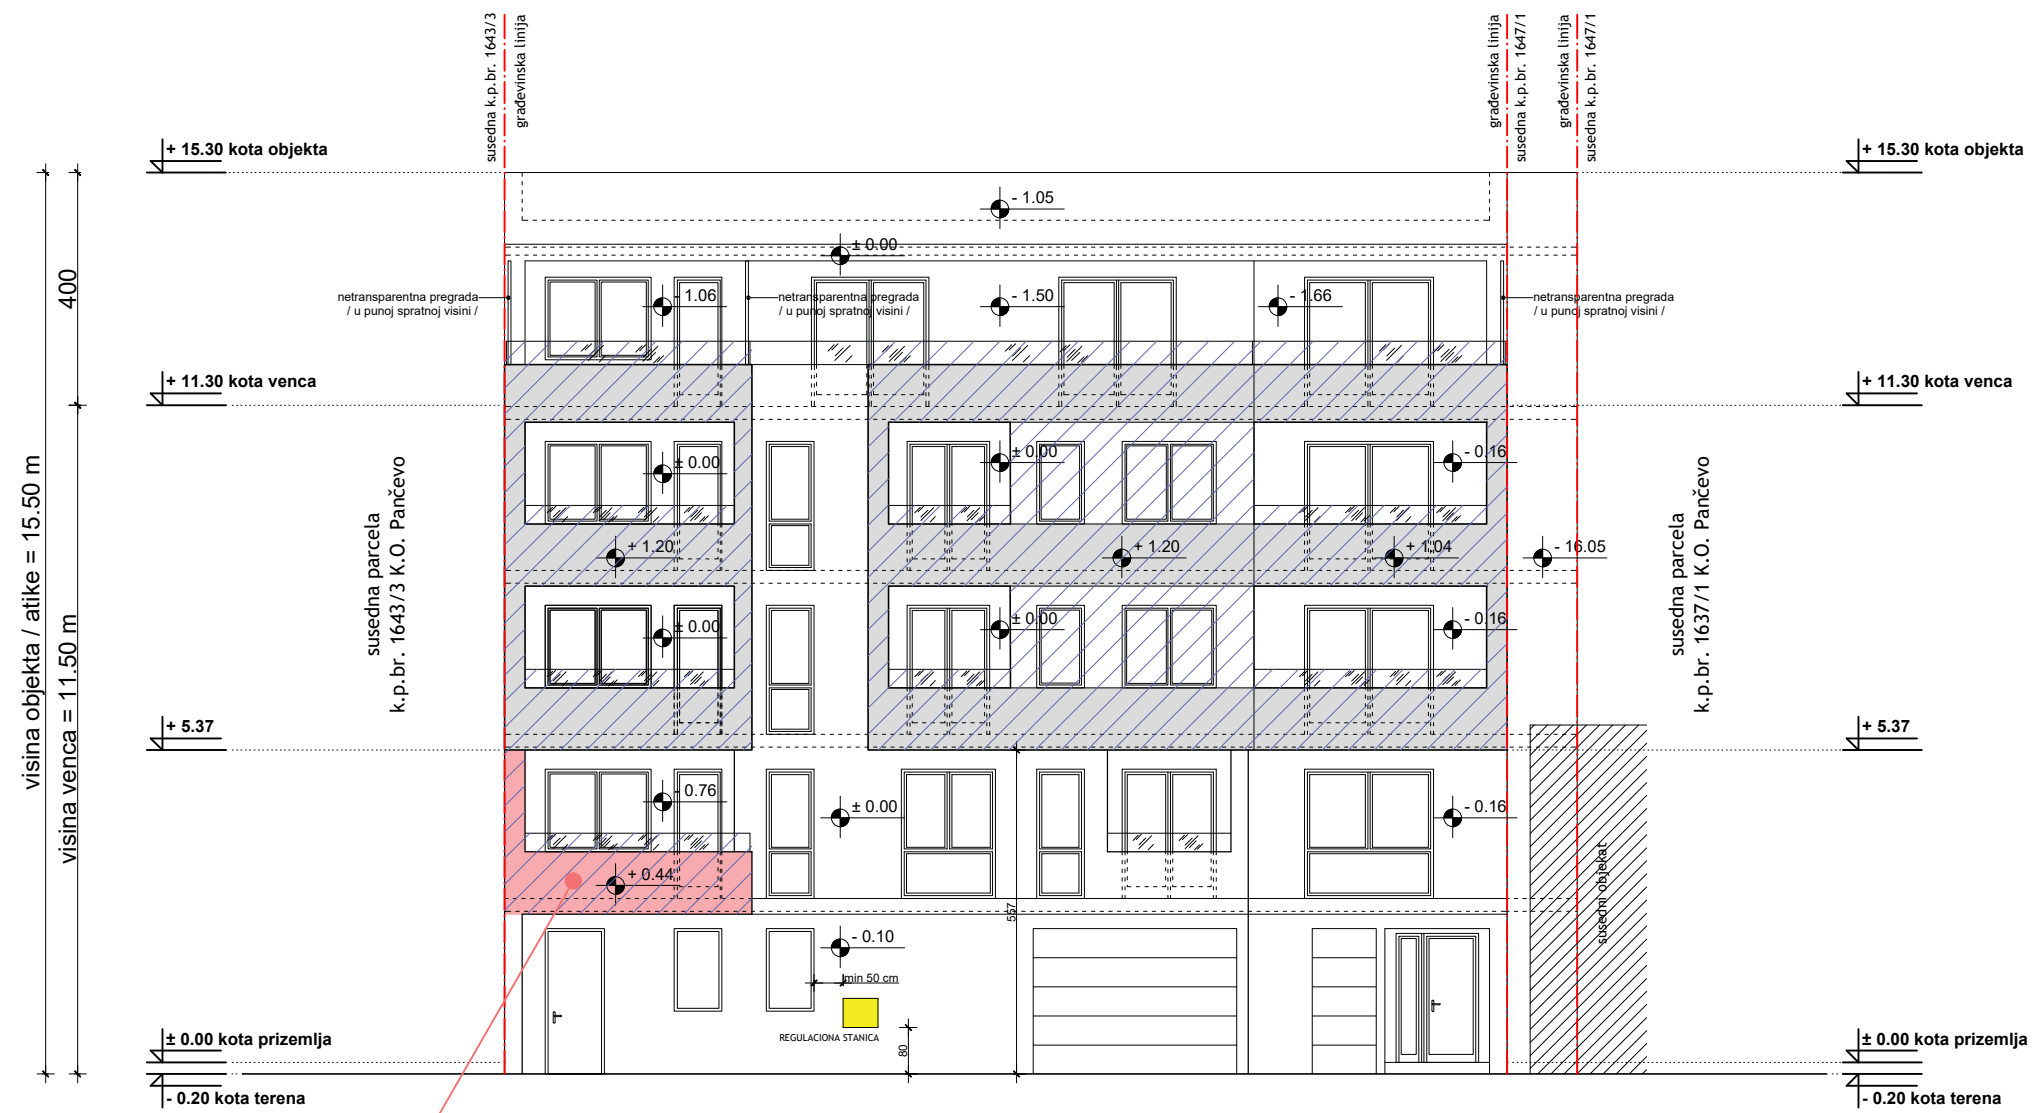 susedna k.p.br. 1643/3
građevinska linija
građevinska linija
susedna k.p.br. 1647/1
građevinska linija
susedna k.p.br. 1647/1
+ 15.30 kota objekta
+ 15.30 kota objekta
- 1.05
± 0.00
400
netransparentna pregrada
/ u punoj spratnoj visini /
- 1.06
netransparentna pregrada
/ u punoj spratnoj visini /
- 1.50
- 1.66
netransparentna pregrada
/ u punoj spratnoj visini /
+ 11.30 kota venca
+ 11.30 kota venca
± 0.00
± 0.00
- 0.16
visina objekta / atike = 15.50 m
visina venca = 11.50 m
susedna parcela
k.p.br. 1643/3 K.O. Pančevo
susedna parcela
k.p.br. 1637/1 K.O. Pančevo
+ 1.20
+ 1.20
+ 1.04
- 16.05
± 0.00
± 0.00
- 0.16
+ 5.37
+ 5.37
- 0.76
± 0.00
- 0.16
+ 0.44
557
susedni objekat
- 0.10
min 50 cm
REGULACIONA STANICA
80
± 0.00 kota prizemlja
± 0.00 kota prizemlja
- 0.20 kota terena
- 0.20 kota terena